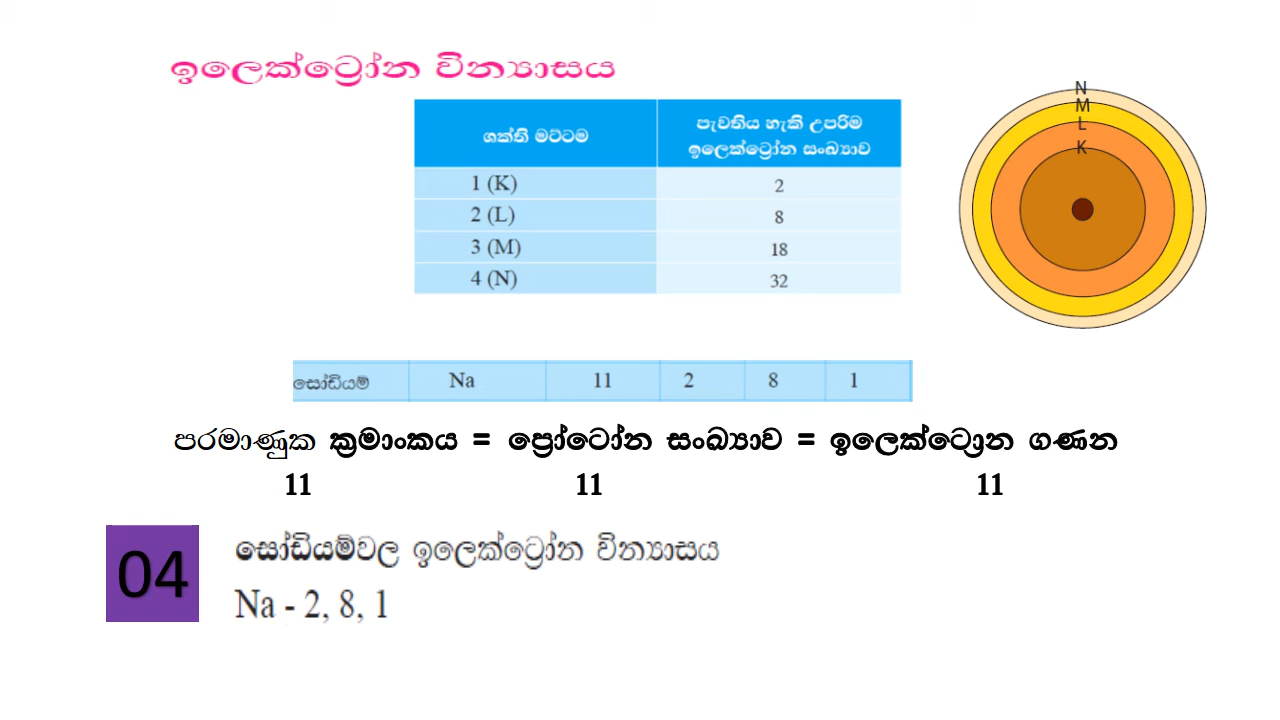 ඉලෙක්ට්‍රෝන වින්‍යාසය
ශක්ති මට්ටම
පැවතිය හැකි උපරිම
ඉලෙක්ට්‍රෝන සංඛ්‍යාව
1 (K) 2
2 (L) 8
3 (M) 18
4 (N) 32
N
M
L
K
සෝඩියම් Na 11 2 8 1
පරමාණුක ක්‍රමාංකය = ප්‍රෝටෝන සංඛ්‍යාව = ඉලෙක්ට්‍රොන ගණන
11 11 11
04
සෝඩියම්වල ඉලෙක්ට්‍රෝන වින්‍යාසය
Na - 2, 8, 1